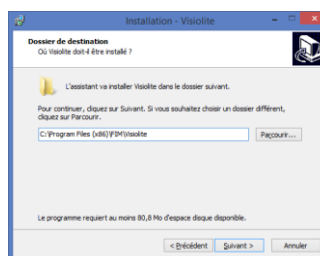 Installation - Visiolite
Dossier de destination
Où Visiolite doit-il être installé ?
L'assistant va installer Visiolite dans le dossier suivant.
Pour continuer, cliquez sur Suivant. Si vous souhaitez choisir un dossier différent,
cliquez sur Parcourir.
C:\Program Files (x86)\FIM\Visiolite
Parcourir...
Le programme requiert au moins 80,8 Mo d'espace disque disponible.
< Précédent
Suivant >
Annuler